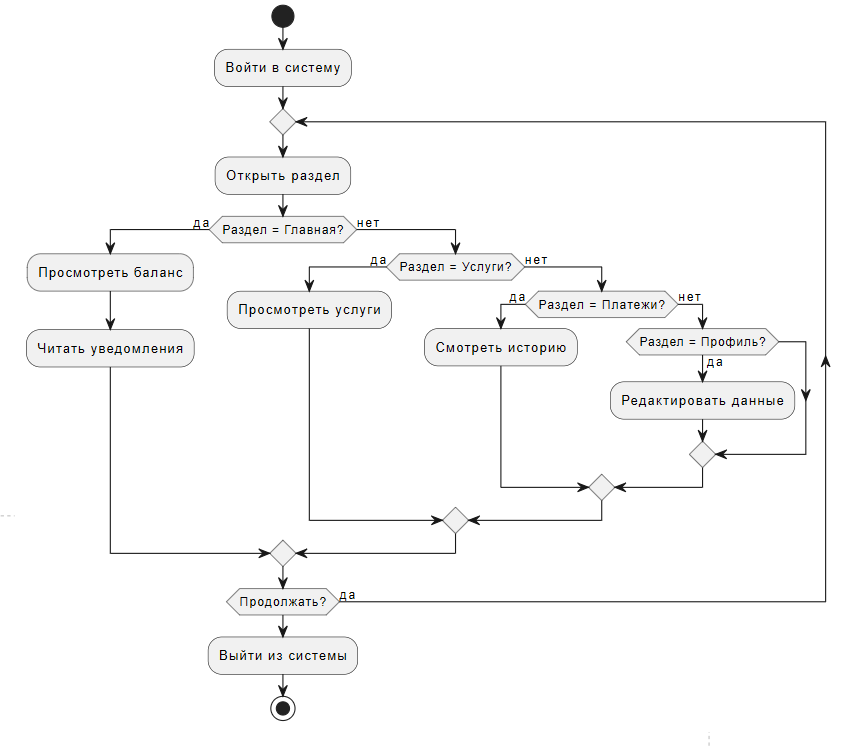 Войти в систему
Открыть раздел
да
Раздел = Главная?
нет
Просмотреть баланс
Читать уведомления
да
Раздел = Услуги?
нет
Просмотреть услуги
да
Раздел = Платежи?
нет
Смотреть историю
Раздел = Профиль?
да
Редактировать данные
Продолжать?
да
Выйти из системы